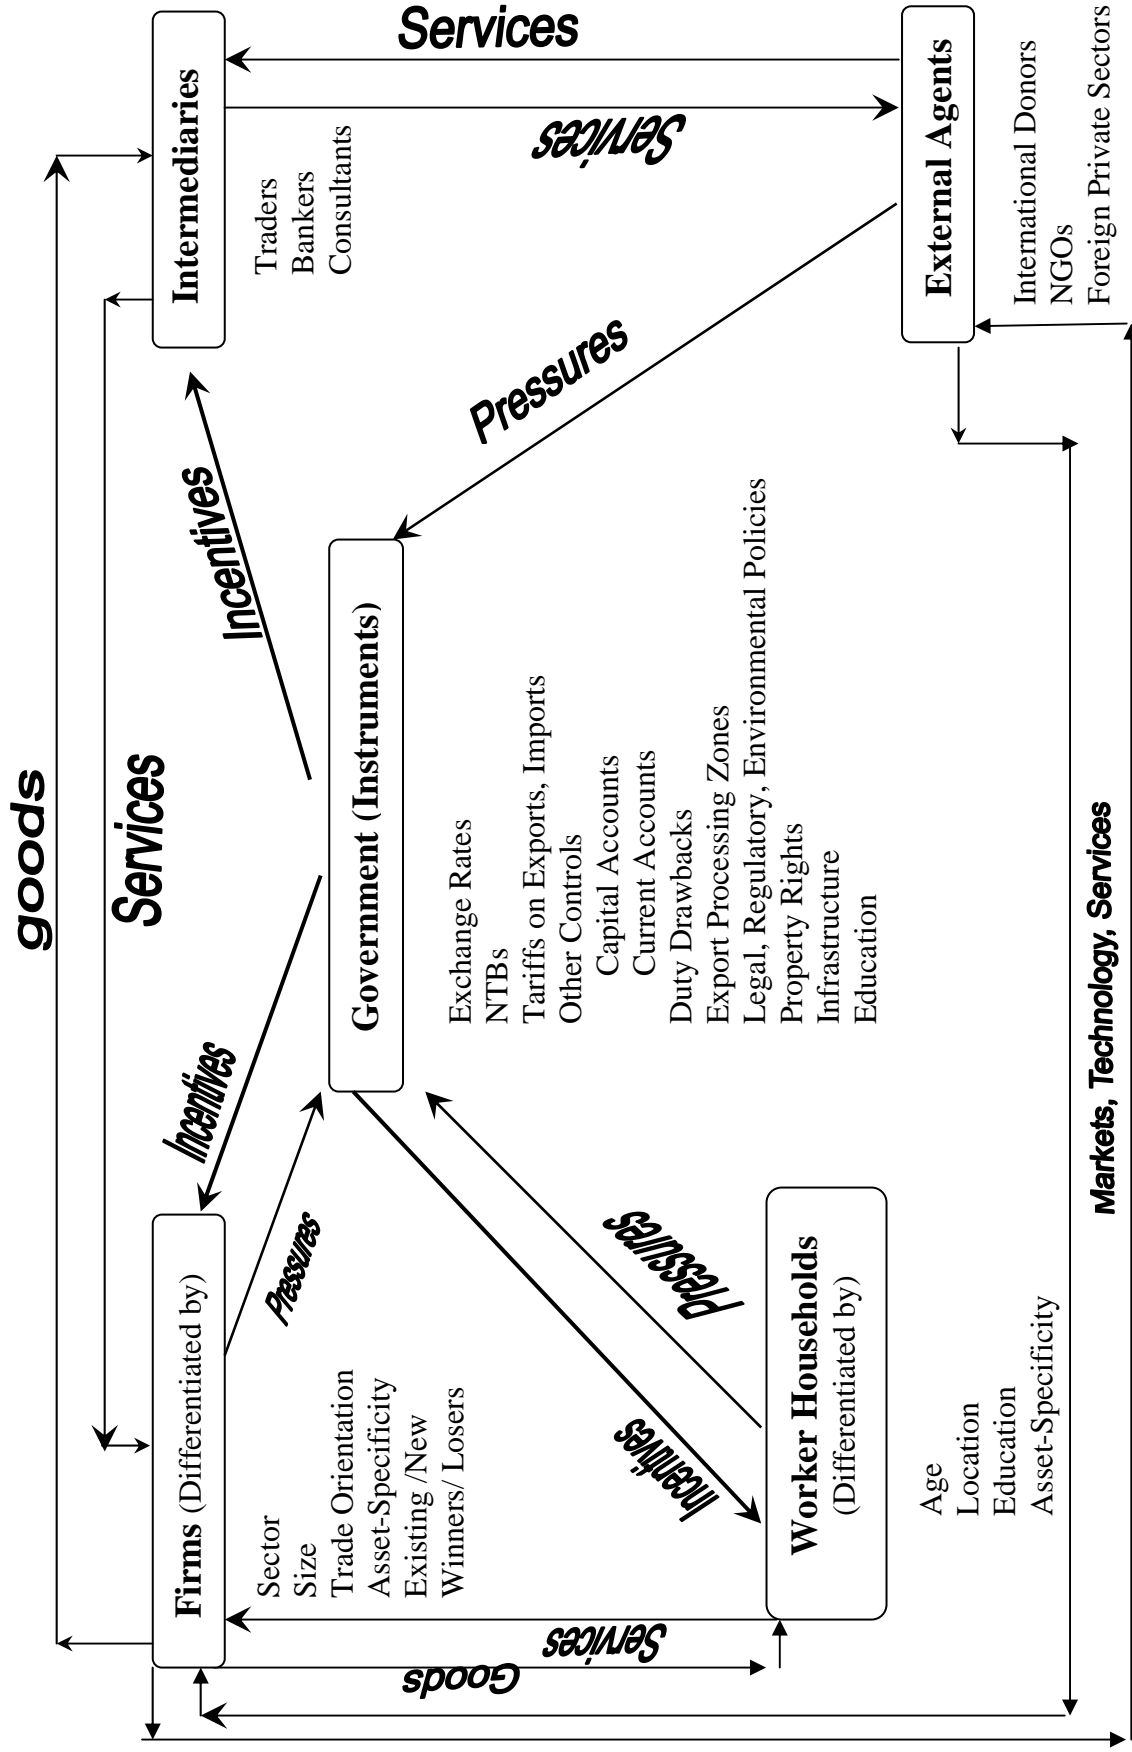 goods
Services
Firms (Differentiated by)
Sector
Size
Trade Orientation
Asset-Specificity
Existing /New
Winners/ Losers
Incentives
Pressures
Incentives
Intermediaries
Traders
Bankers
Consultants
Government (Instruments)
Exchange Rates
NTBs
Tariffs on Exports, Imports
Other Controls
Capital Accounts
Current Accounts
Duty Drawbacks
Export Processing Zones
Legal, Regulatory, Environmental Policies
Property Rights
Infrastructure
Education
Services
Goods
Incentives
Pressures
Pressures
Services
Services
Worker Households
(Differentiated by)
Age
Location
Education
Asset-Specificity
External Agents
International Donors
NGOs
Foreign Private Sectors
Markets, Technology, Services